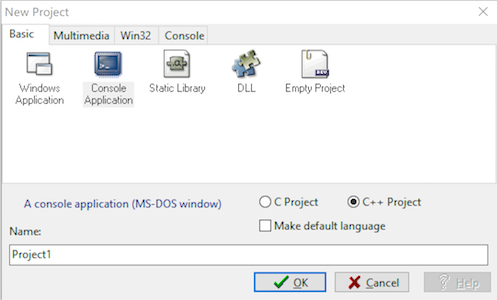 New Project
Basic Multimedia Win32 Console
Windows Application
Console Application
Static Library
DLL
Empty Project
A console application (MS-DOS window)
C Project C++ Project
Make default language
Name:
Project1
OK Cancel Help